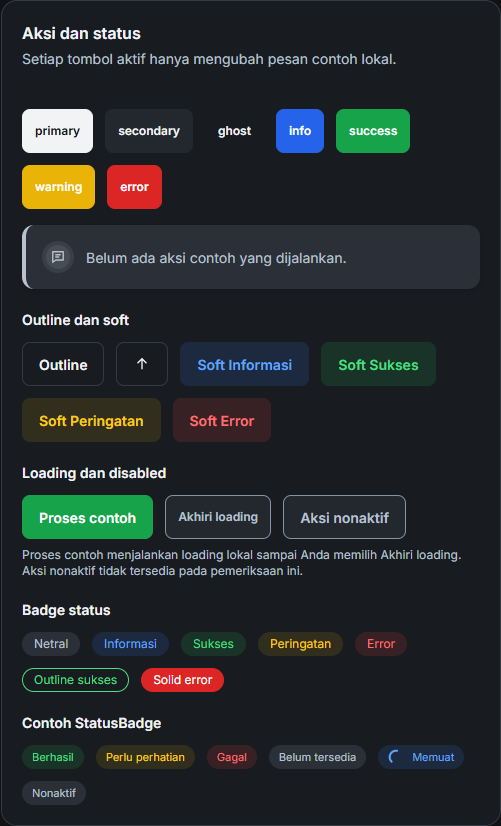 Aksi dan status
Setiap tombol aktif hanya mengubah pesan contoh lokal.
primary secondary ghost info success
warning error
Belum ada aksi contoh yang dijalankan.
Outline dan soft
Outline ↑ Soft Informasi Soft Sukses
Soft Peringatan Soft Error
Loading dan disabled
Proses contoh Akhiri loading Aksi nonaktif
Proses contoh menjalankan loading lokal sampai Anda memilih Akhiri loading.
Aksi nonaktif tidak tersedia pada pemeriksaan ini.
Badge status
Netral Informasi Sukses Peringatan Error
Outline sukses Solid error
Contoh StatusBadge
Berhasil Perlu perhatian Gagal Belum tersedia Memuat
Nonaktif